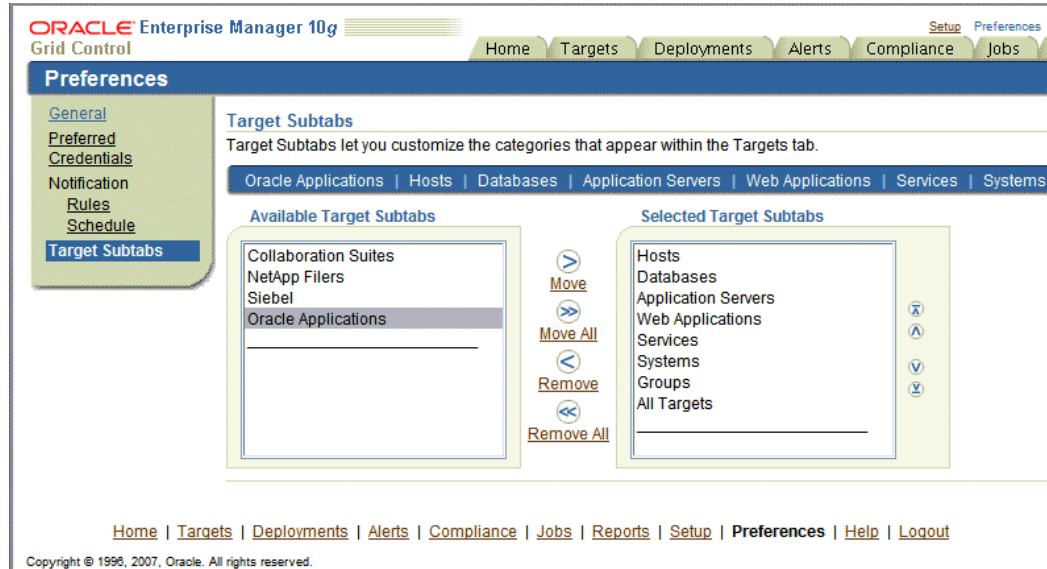 ORACLE Enterprise Manager 10g
Grid Control
Setup Preferences
Home Targets Deployments Alerts Compliance Jobs
Preferences
General
Preferred
Credentials
Notification
Rules
Schedule
Target Subtabs
Target Subtabs
Target Subtabs let you customize the categories that appear within the Targets tab.
Oracle Applications | Hosts | Databases | Application Servers | Web Applications | Services | Systems
Available Target Subtabs
Collaboration Suites
NetApp Filers
Siebel
Oracle Applications
Move
Move All
Remove
Remove All
Selected Target Subtabs
Hosts
Databases
Application Servers
Web Applications
Services
Systems
Groups
All Targets
Home | Targets | Deployments | Alerts | Compliance | Jobs | Reports | Setup | Preferences | Help | Logout
Copyright © 1996, 2007, Oracle. All rights reserved.